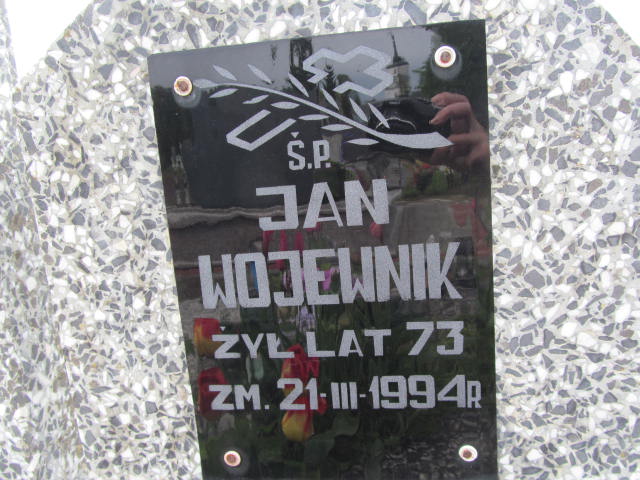 Ś.P.
JAN
WOJEWNIK
ŻYŁ LAT 73
ZM. 21-III-1994R